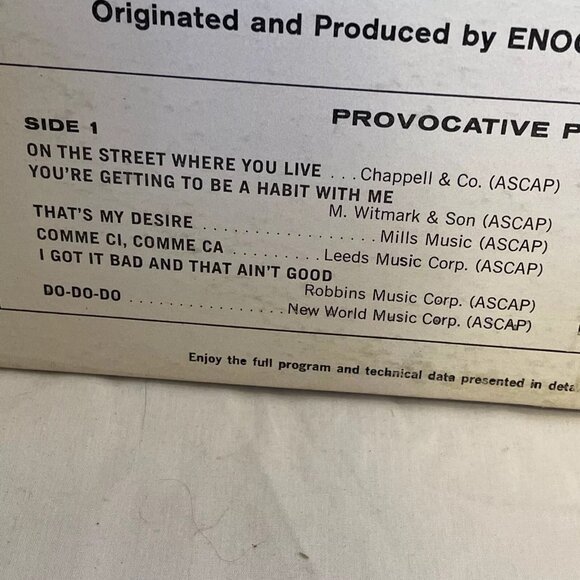 Originated and Produced by ENOC
PROVOCATIVE P
SIDE 1
ON THE STREET WHERE YOU LIVE . . . Chappell & Co. (ASCAP)
YOU'RE GETTING TO BE A HABIT WITH ME
M. Witmark & Son (ASCAP)
THAT'S MY DESIRE . . . . . . . . . . . . . . . . . . Mills Music (ASCAP)
COMME CI, COMME CA . . . . . . . . . . Leeds Music Corp. (ASCAP)
I GOT IT BAD AND THAT AIN'T GOOD
Robbins Music Corp. (ASCAP)
DO-DO-DO . . . . . . . . . . . . . . . . New World Music Corp. (ASCAP)
Enjoy the full program and technical data presented in deta